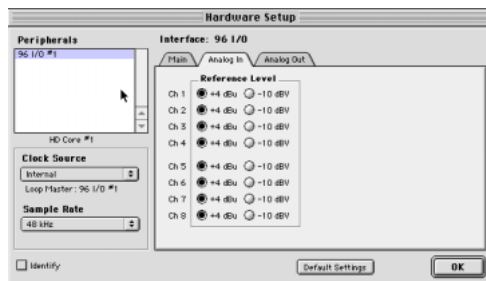 Hardware Setup
Peripherals
96 I/O #1
HD Core #1
Clock Source
Internal
Loop Master: 96 I/O #1
Sample Rate
48 kHz
Identify
Interface: 96 I/O
Main
Analog In
Analog Out
Reference Level
Ch 1 +4 dBu -10 dBV
Ch 2 +4 dBu -10 dBV
Ch 3 +4 dBu -10 dBV
Ch 4 +4 dBu -10 dBV
Ch 5 +4 dBu -10 dBV
Ch 6 +4 dBu -10 dBV
Ch 7 +4 dBu -10 dBV
Ch 8 +4 dBu -10 dBV
Default Settings
OK